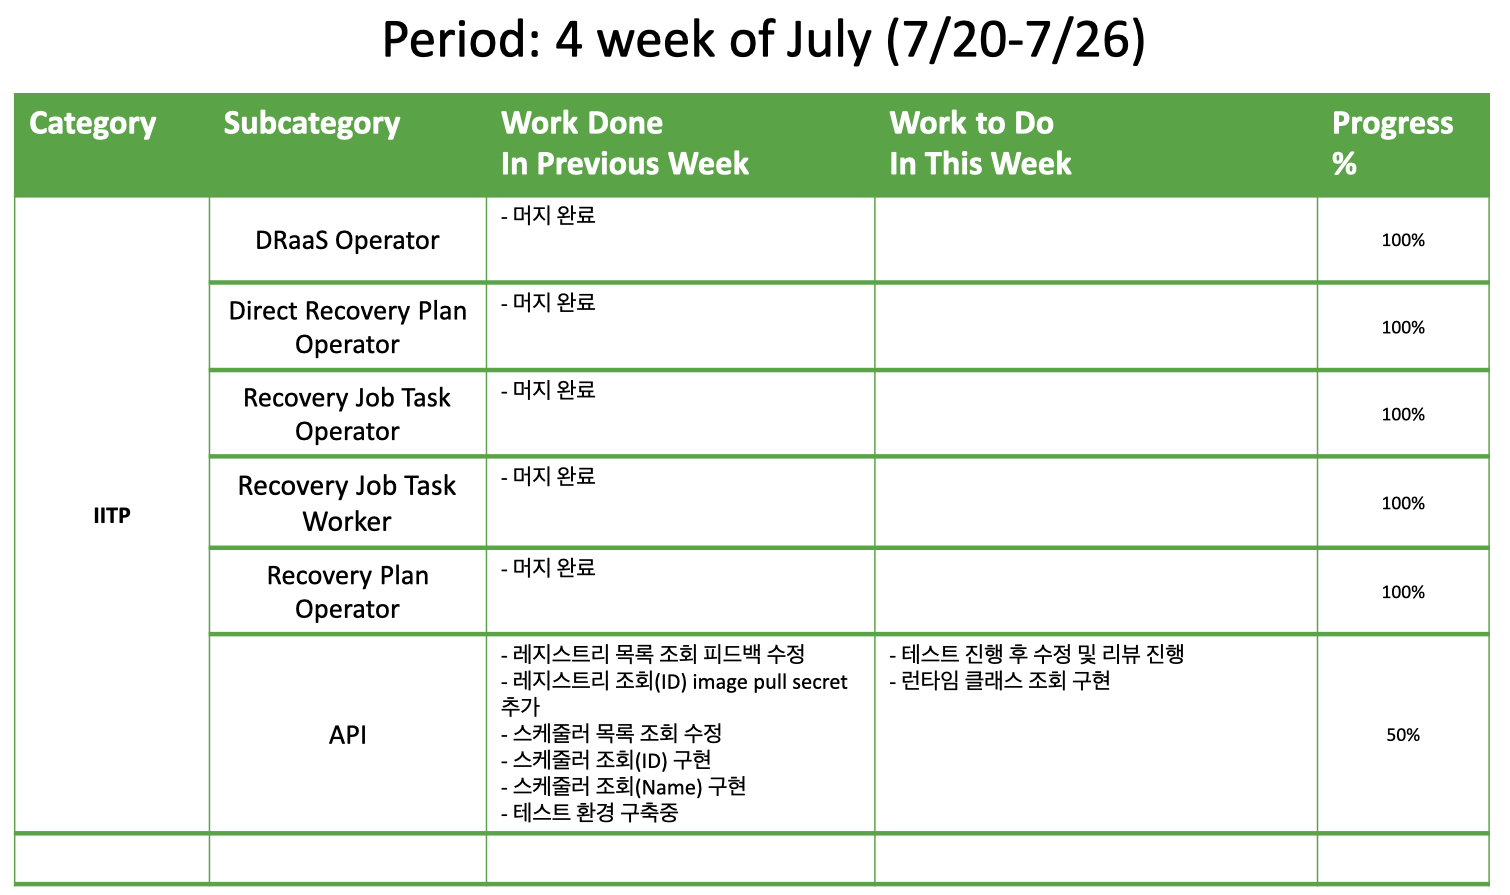 Period: 4 week of July (7/20-7/26)
Category
Subcategory
Work Done
In Previous Week
Work to Do
In This Week
Progress
%
IITP
DRaaS Operator
- 머지 완료
100%
Direct Recovery Plan
Operator
- 머지 완료
100%
Recovery Job Task
Operator
- 머지 완료
100%
Recovery Job Task
Worker
- 머지 완료
100%
Recovery Plan
Operator
- 머지 완료
100%
API
- 레지스트리 목록 조회 피드백 수정
- 레지스트리 조회(ID) image pull secret
추가
- 스케줄러 목록 조회 수정
- 스케줄러 조회(ID) 구현
- 스케줄러 조회(Name) 구현
- 테스트 환경 구축중
- 테스트 진행 후 수정 및 리뷰 진행
- 런타임 클래스 조회 구현
50%